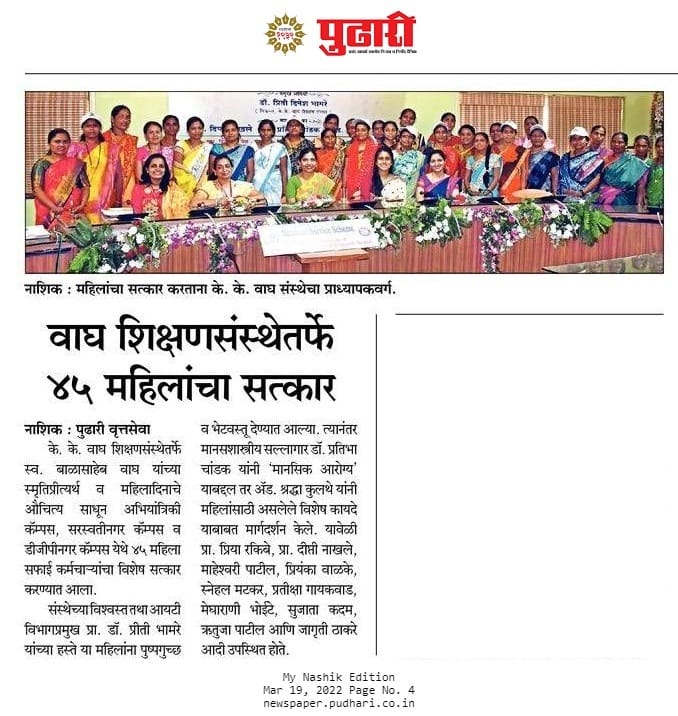 पुढारी
डॉ. प्रिती दिनेश भामरे
नाशिक : महिलांचा सत्कार करताना के. के. वाघ संस्थेचा प्राध्यापकवर्ग.
वाघ शिक्षणसंस्थेतर्फे
४५ महिलांचा सत्कार
नाशिक : पुढारी वृत्तसेवा
के. के. वाघ शिक्षणसंस्थेतर्फे
स्व. बाळासाहेब वाघ यांच्या
स्मृतिप्रीत्यर्थ व महिलादिनाचे
औचित्य साधून अभियांत्रिकी
कॅम्पस, सरस्वतीनगर कॅम्पस व
डीजीपीनगर कॅम्पस येथे ४५ महिला
सफाई कर्मचाऱ्यांचा विशेष सत्कार
करण्यात आला.
संस्थेच्या विश्वस्त तथा आयटी
विभागप्रमुख प्रा. डॉ. प्रीती भामरे
यांच्या हस्ते या महिलांना पुष्पगुच्छ
व भेटवस्तू देण्यात आल्या. त्यानंतर
मानसशास्त्रीय सल्लागार डॉ. प्रतिभा
चांडक यांनी ‘मानसिक आरोग्य’
याबद्दल तर अ‍ॅड. श्रद्धा कुलथे यांनी
महिलांसाठी असलेले विशेष कायदे
याबाबत मार्गदर्शन केले. यावेळी
प्रा. प्रिया रकिबे, प्रा. दीप्ती नाखले,
माहेश्वरी पाटील, प्रियंका वाळके,
स्नेहल मटकर, प्रतीक्षा गायकवाड,
मेघाराणी भोईटे, सुजाता कदम,
ऋतुजा पाटील आणि जागृती ठाकरे
आदी उपस्थित होते.
My Nashik Edition
Mar 19, 2022 Page No. 4
newspaper.pudhari.co.in